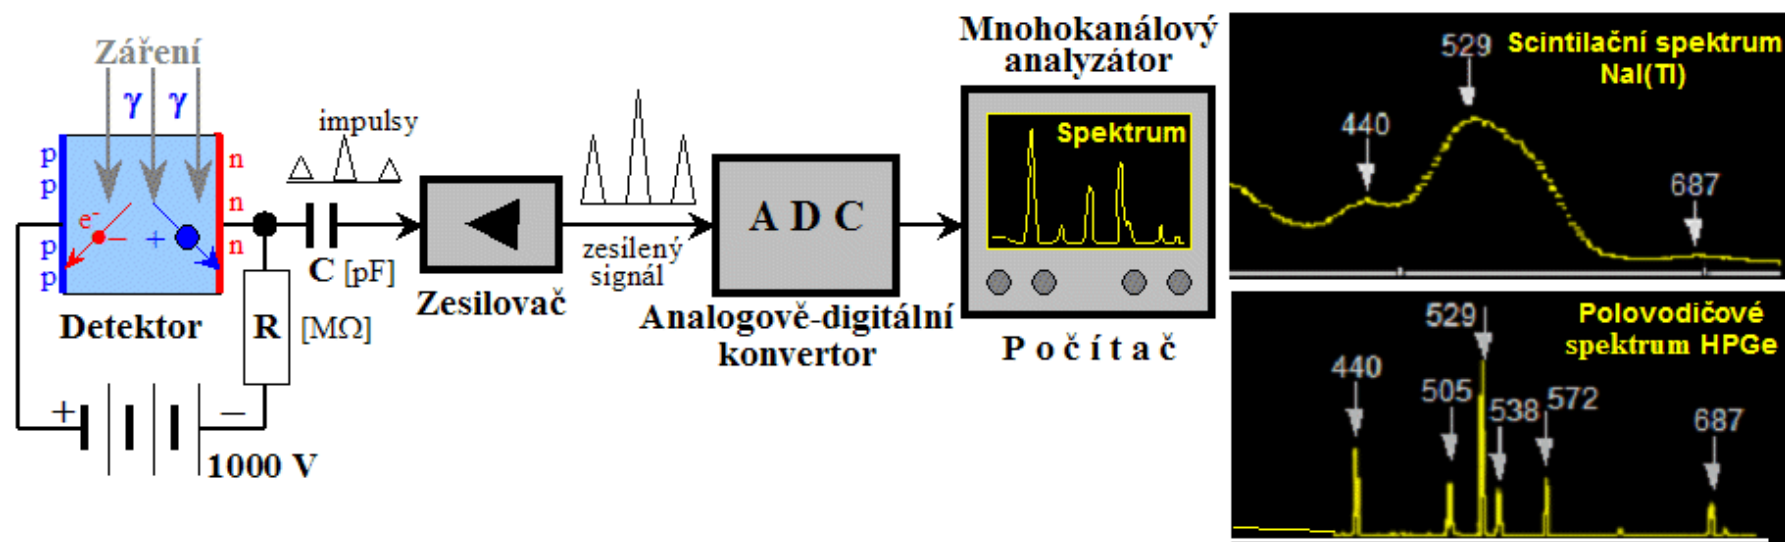 Záření
γ γ
p
p
p
p
n
n
n
e-
−
+
Detektor
+
−
1000 V
R
[MΩ]
impulsy
C [pF]
Zesilovač
zesílený
signál
A D C
Analogově-digitální
konvertor
Mnohokanálový
analyzátor
Spektrum
P o č í t a č
Scintilační spektrum
NaI(Tl)
440
529
687
Polovodičové
spektrum HPGe
440
505
529
538
572
687